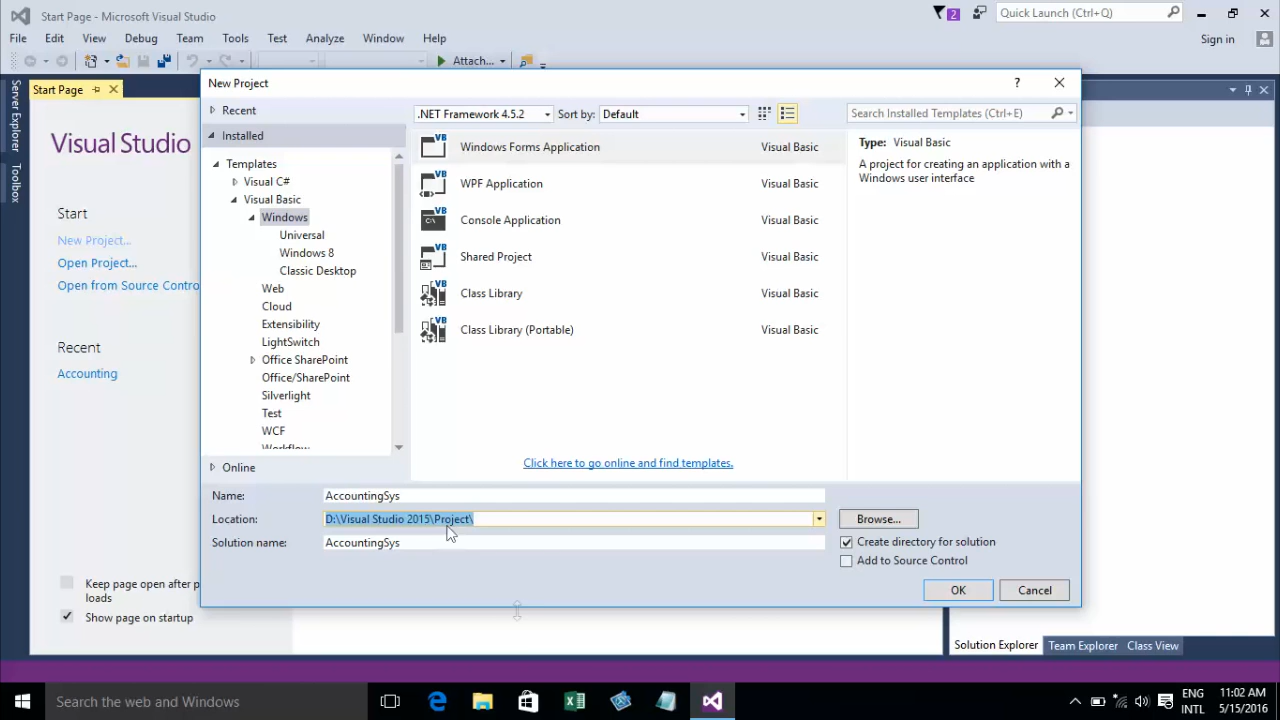 Start Page - Microsoft Visual Studio
2
Quick Launch (Ctrl+Q)
File Edit View Debug Team Tools Test Analyze Window Help
Sign in
Attach...
Server Explorer
Toolbox
Start Page
Visual Studio
Start
New Project...
Open Project...
Open from Source Contro
Recent
Accounting
Keep page open after p
loads
Show page on startup
New Project
?
Recent
Installed
Templates
Visual C#
Visual Basic
Windows
Universal
Windows 8
Classic Desktop
Web
Cloud
Extensibility
LightSwitch
Office SharePoint
Office/SharePoint
Silverlight
Test
WCF
Workflow
Online
.NET Framework 4.5.2
Sort by: Default
Search Installed Templates (Ctrl+E)
VB Windows Forms Application Visual Basic
VB WPF Application Visual Basic
VB C:\ Console Application Visual Basic
VB Shared Project Visual Basic
VB Class Library Visual Basic
VB Class Library (Portable) Visual Basic
Click here to go online and find templates.
Type: Visual Basic
A project for creating an application with a
Windows user interface
Name: AccountingSys
Location: D:\Visual Studio 2015\Project\
Browse...
Solution name: AccountingSys
Create directory for solution
Add to Source Control
OK Cancel
Solution Explorer Team Explorer Class View
Search the web and Windows
ENG
INTL
11:02 AM
5/15/2016